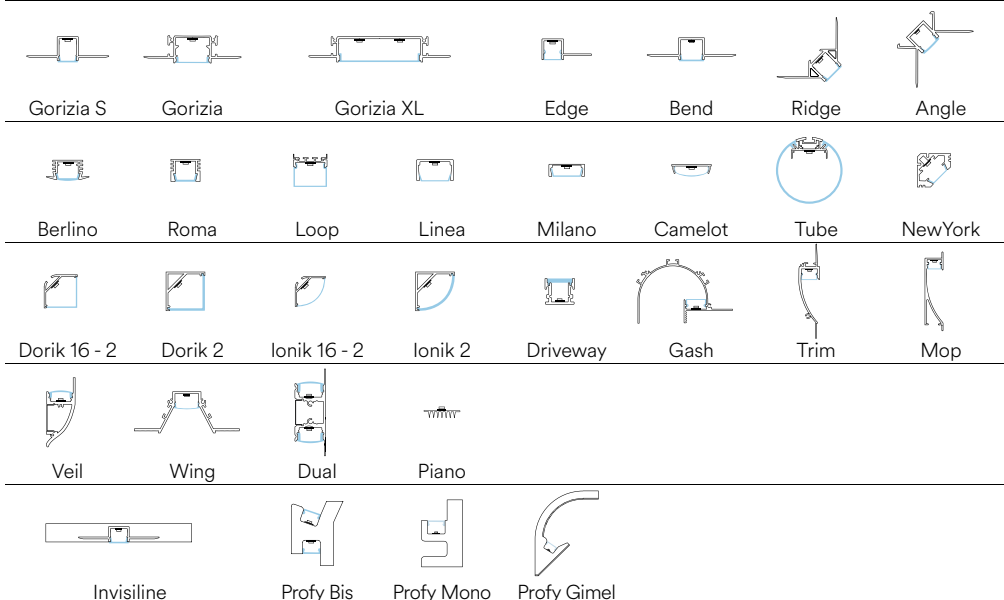 Gorizia S Gorizia Gorizia XL Edge Bend Ridge Angle
Berlino Roma Loop Linea Milano Camelot Tube NewYork
Dorik 16 - 2 Dorik 2 Ionik 16 - 2 Ionik 2 Driveway Gash Trim Mop
Veil Wing Dual Piano
Invisiline Profy Bis Profy Mono Profy Gimel